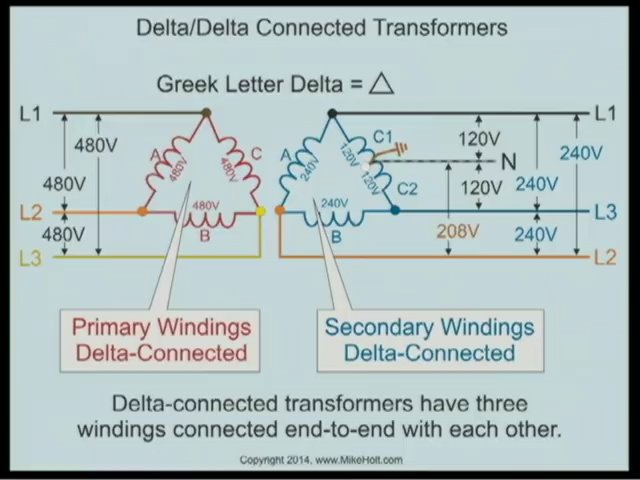 Delta/Delta Connected Transformers
Greek Letter Delta = △
L1
L1
480V
A
480V
C
480V
A
240V
C1
120V
120V
N
240V
480V
120V
C2
120V
240V
L2
480V
B
240V
B
L3
480V
208V
240V
L3
L2
Primary Windings
Delta-Connected
Secondary Windings
Delta-Connected
Delta-connected transformers have three
windings connected end-to-end with each other.
Copyright 2014, www.MikeHolt.com